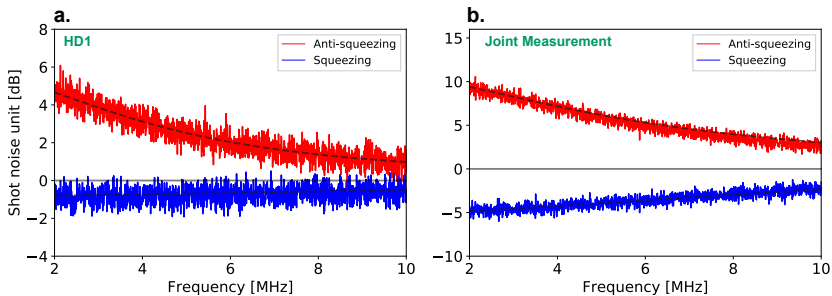 a.
HD1
Anti-squeezing
Squeezing
Shot noise unit [dB]
8
6
4
2
0
−2
−4
2
4
6
8
10
Frequency [MHz]
b.
Joint Measurement
Anti-squeezing
Squeezing
15
10
5
0
−5
−10
2
4
6
8
10
Frequency [MHz]